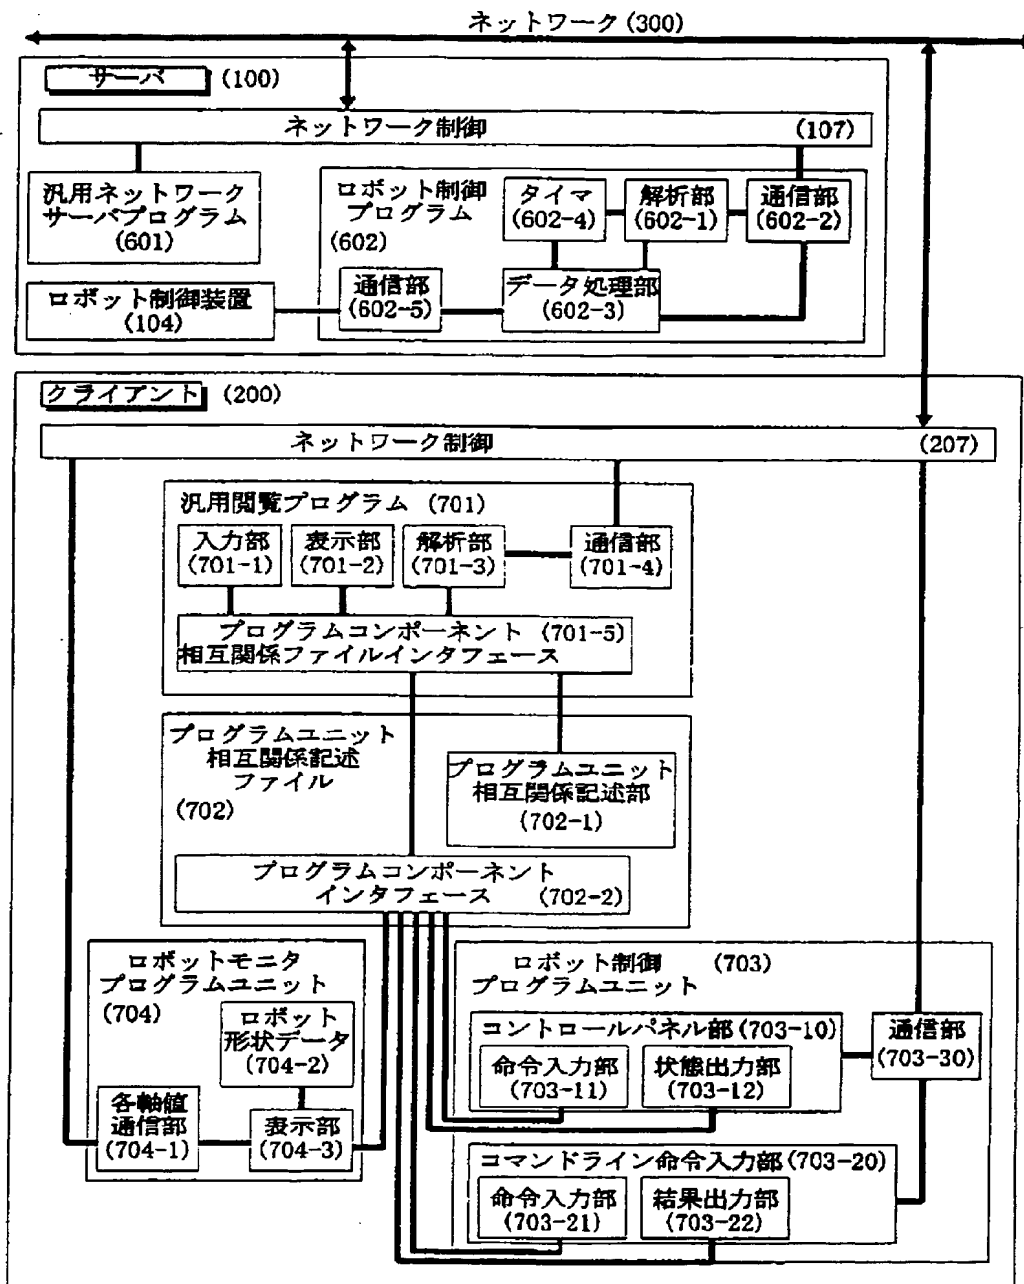 ネットワーク(300)
サーバ (100)
ネットワーク制御 (107)
汎用ネットワーク
サーバプログラム
(601)
ロボット制御
プログラム
(602)
タイマ
(602-4)
解析部
(602-1)
通信部
(602-2)
ロボット制御装置
(104)
通信部
(602-5)
データ処理部
(602-3)
クライアント (200)
ネットワーク制御 (207)
汎用閲覧プログラム (701)
入力部
(701-1)
表示部
(701-2)
解析部
(701-3)
通信部
(701-4)
プログラムコンポーネント (701-5)
相互関係ファイルインタフェース
プログラムユニット
相互関係記述
ファイル
(702)
プログラムユニット
相互関係記述部
(702-1)
プログラムコンポーネント
インタフェース (702-2)
ロボットモニタ
プログラムユニット
(704)
ロボット
形状データ
(704-2)
各軸値
通信部
(704-1)
表示部
(704-3)
ロボット制御 (703)
プログラムユニット
コントロールパネル部(703-10)
命令入力部
(703-11)
状態出力部
(703-12)
通信部
(703-30)
コマンドライン命令入力部(703-20)
命令入力部
(703-21)
結果出力部
(703-22)